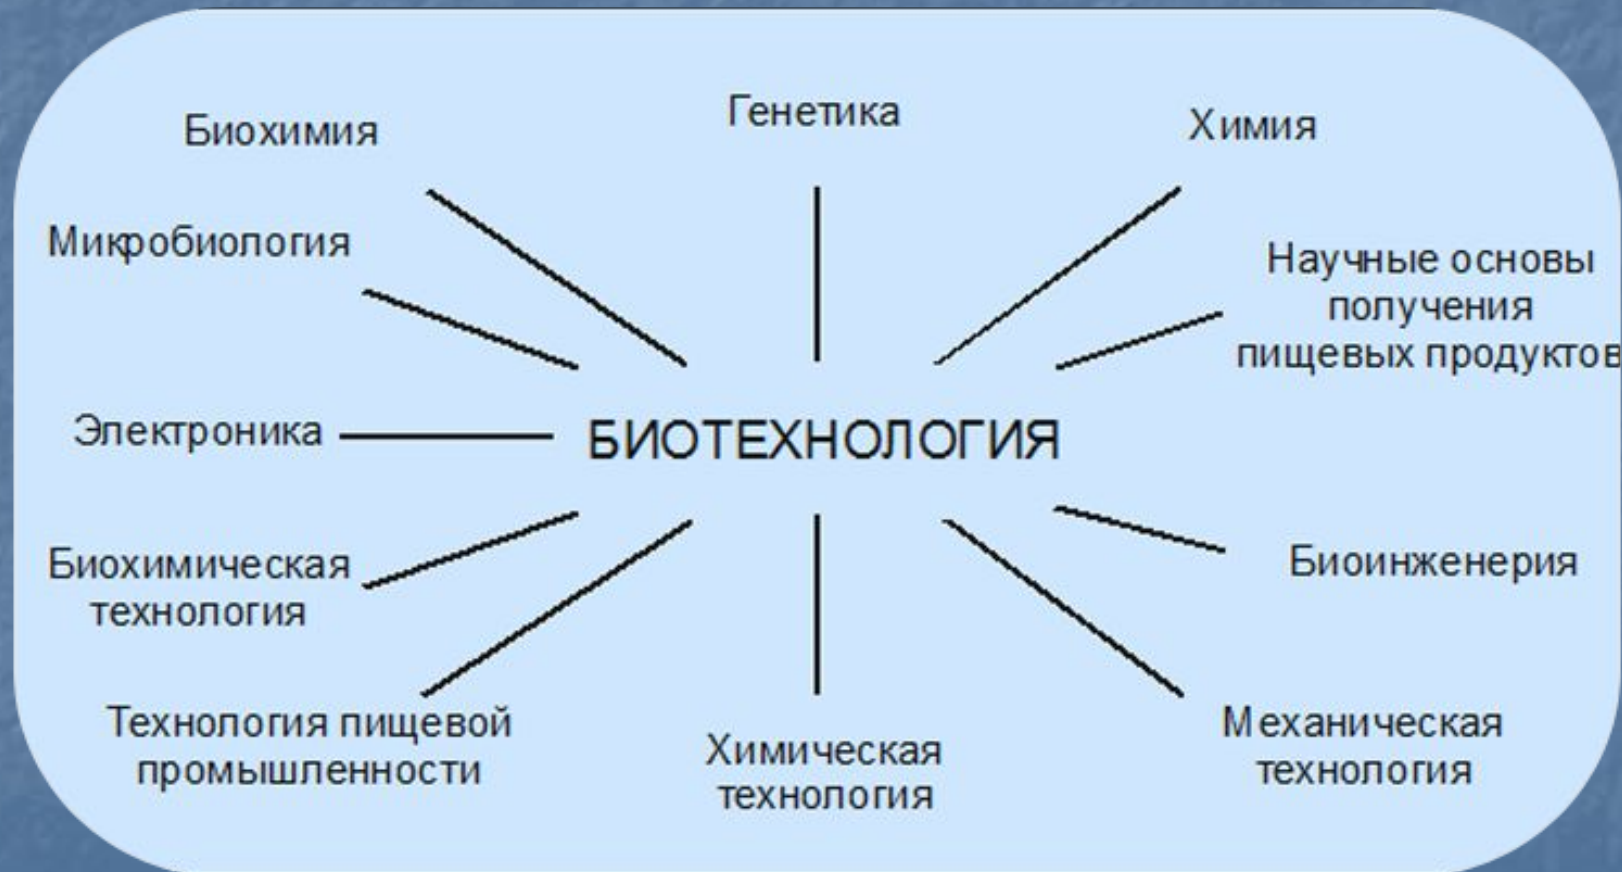 Биохимия
Генетика
Химия
Микробиология
Научные основы
получения
пищевых продуктов
Электроника
БИОТЕХНОЛОГИЯ
Биохимическая
технология
Биоинженерия
Технология пищевой
промышленности
Химическая
технология
Механическая
технология